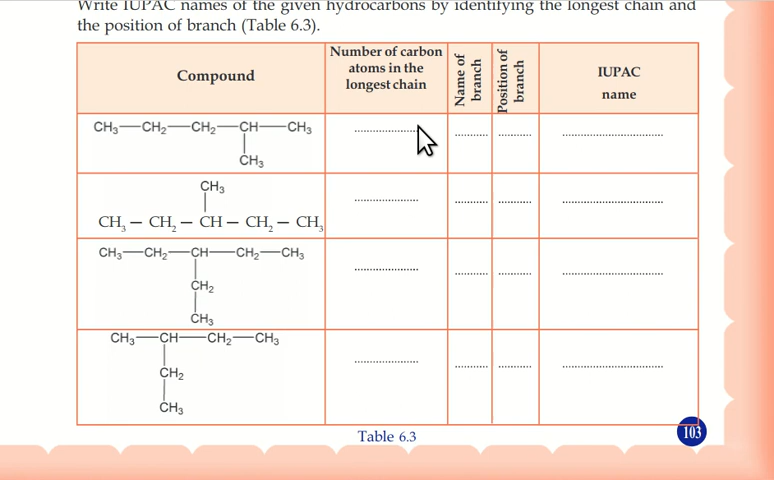 Write IUPAC names of the given hydrocarbons by identifying the longest chain and
the position of branch (Table 6.3).
Compound
Number of carbon
atoms in the
longest chain
Name of
branch
Position of
branch
IUPAC
name
CH₃—CH₂—CH₂—CH—CH₃
CH₃
CH₃
CH₃ – CH₂ – CH – CH₂ – CH₃
CH₃—CH₂—CH—CH₂—CH₃
CH₂
CH₃
CH₃—CH—CH₂—CH₃
CH₂
CH₃
Table 6.3
103